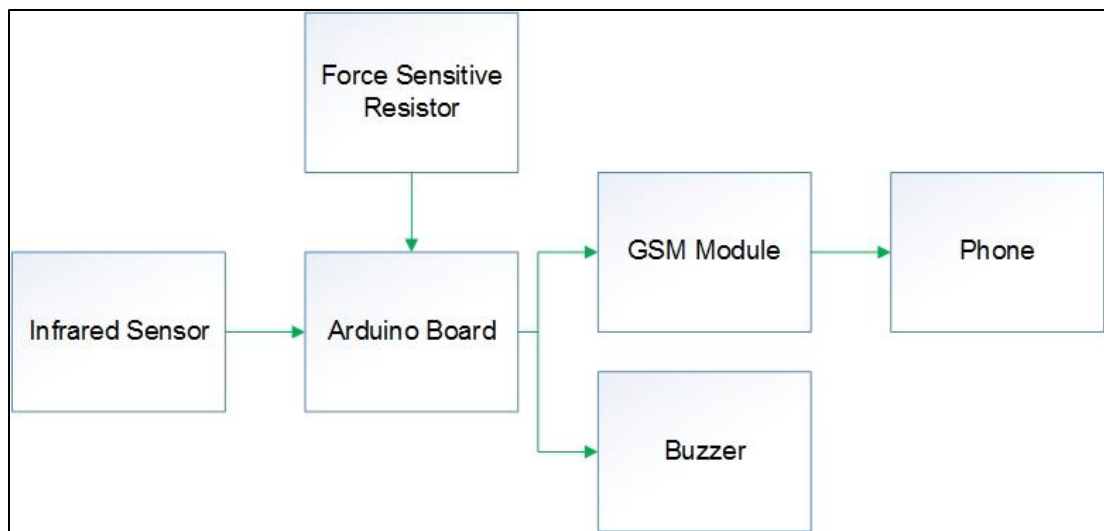 Force Sensitive
Resistor
GSM Module
Phone
Infrared Sensor
Arduino Board
Buzzer